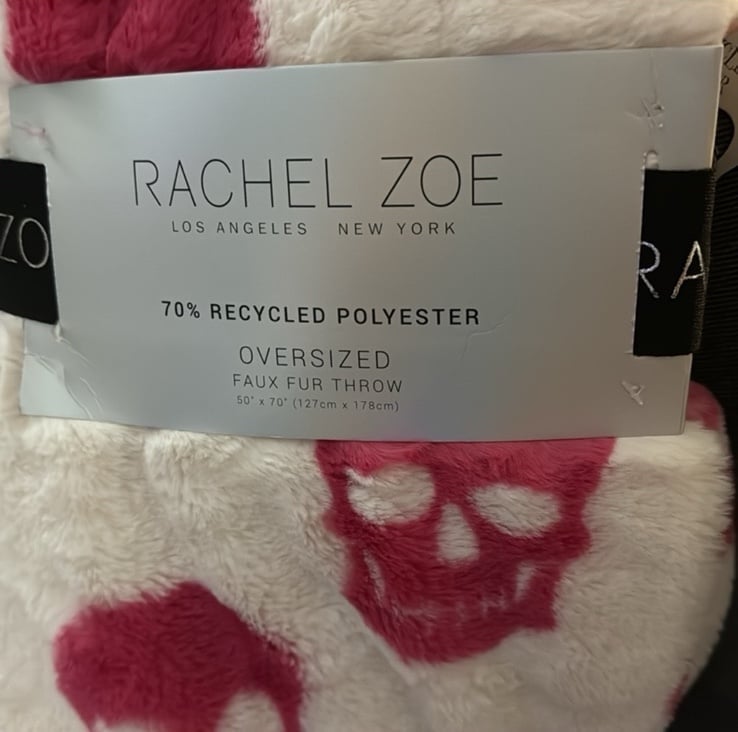 RACHEL ZOE
LOS ANGELES NEW YORK
70% RECYCLED POLYESTER
OVERSIZED
FAUX FUR THROW
50" x 70" (127cm x 178cm)
ZO
RA